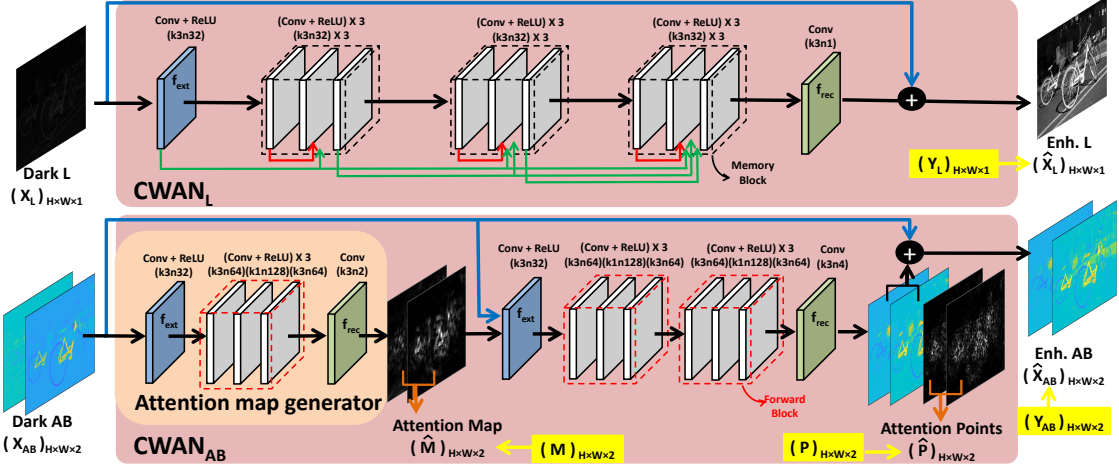 Conv + ReLU
(k3n32)
(Conv + ReLU) X 3
(k3n32) X 3
(Conv + ReLU) X 3
(k3n32) X 3
(Conv + ReLU) X 3
(k3n32) X 3
Conv
(k3n1)
f_ext
f_rec
+
Dark L
(X_L)_H×W×1
CWAN_L
Memory
Block
(Y_L)_H×W×1
Enh. L
(X̂_L)_H×W×1
Conv + ReLU
(k3n32)
(Conv + ReLU) X 3
(k3n64)(k1n128)(k3n64)
Conv
(k3n2)
Conv + ReLU
(k3n32)
(Conv + ReLU) X 3
(k3n64)(k1n128)(k3n64)
(Conv + ReLU) X 3
(k3n64)(k1n128)(k3n64)
Conv
(k3n4)
+
f_ext
f_rec
f_ext
f_rec
Attention map generator
Dark AB
(X_AB)_H×W×2
CWAN_AB
Attention Map
(M̂)_H×W×2
(M)_H×W×2
Forward
Block
(P)_H×W×2
Attention Points
(P̂)_H×W×2
Enh. AB
(X̂_AB)_H×W×2
(Y_AB)_H×W×2